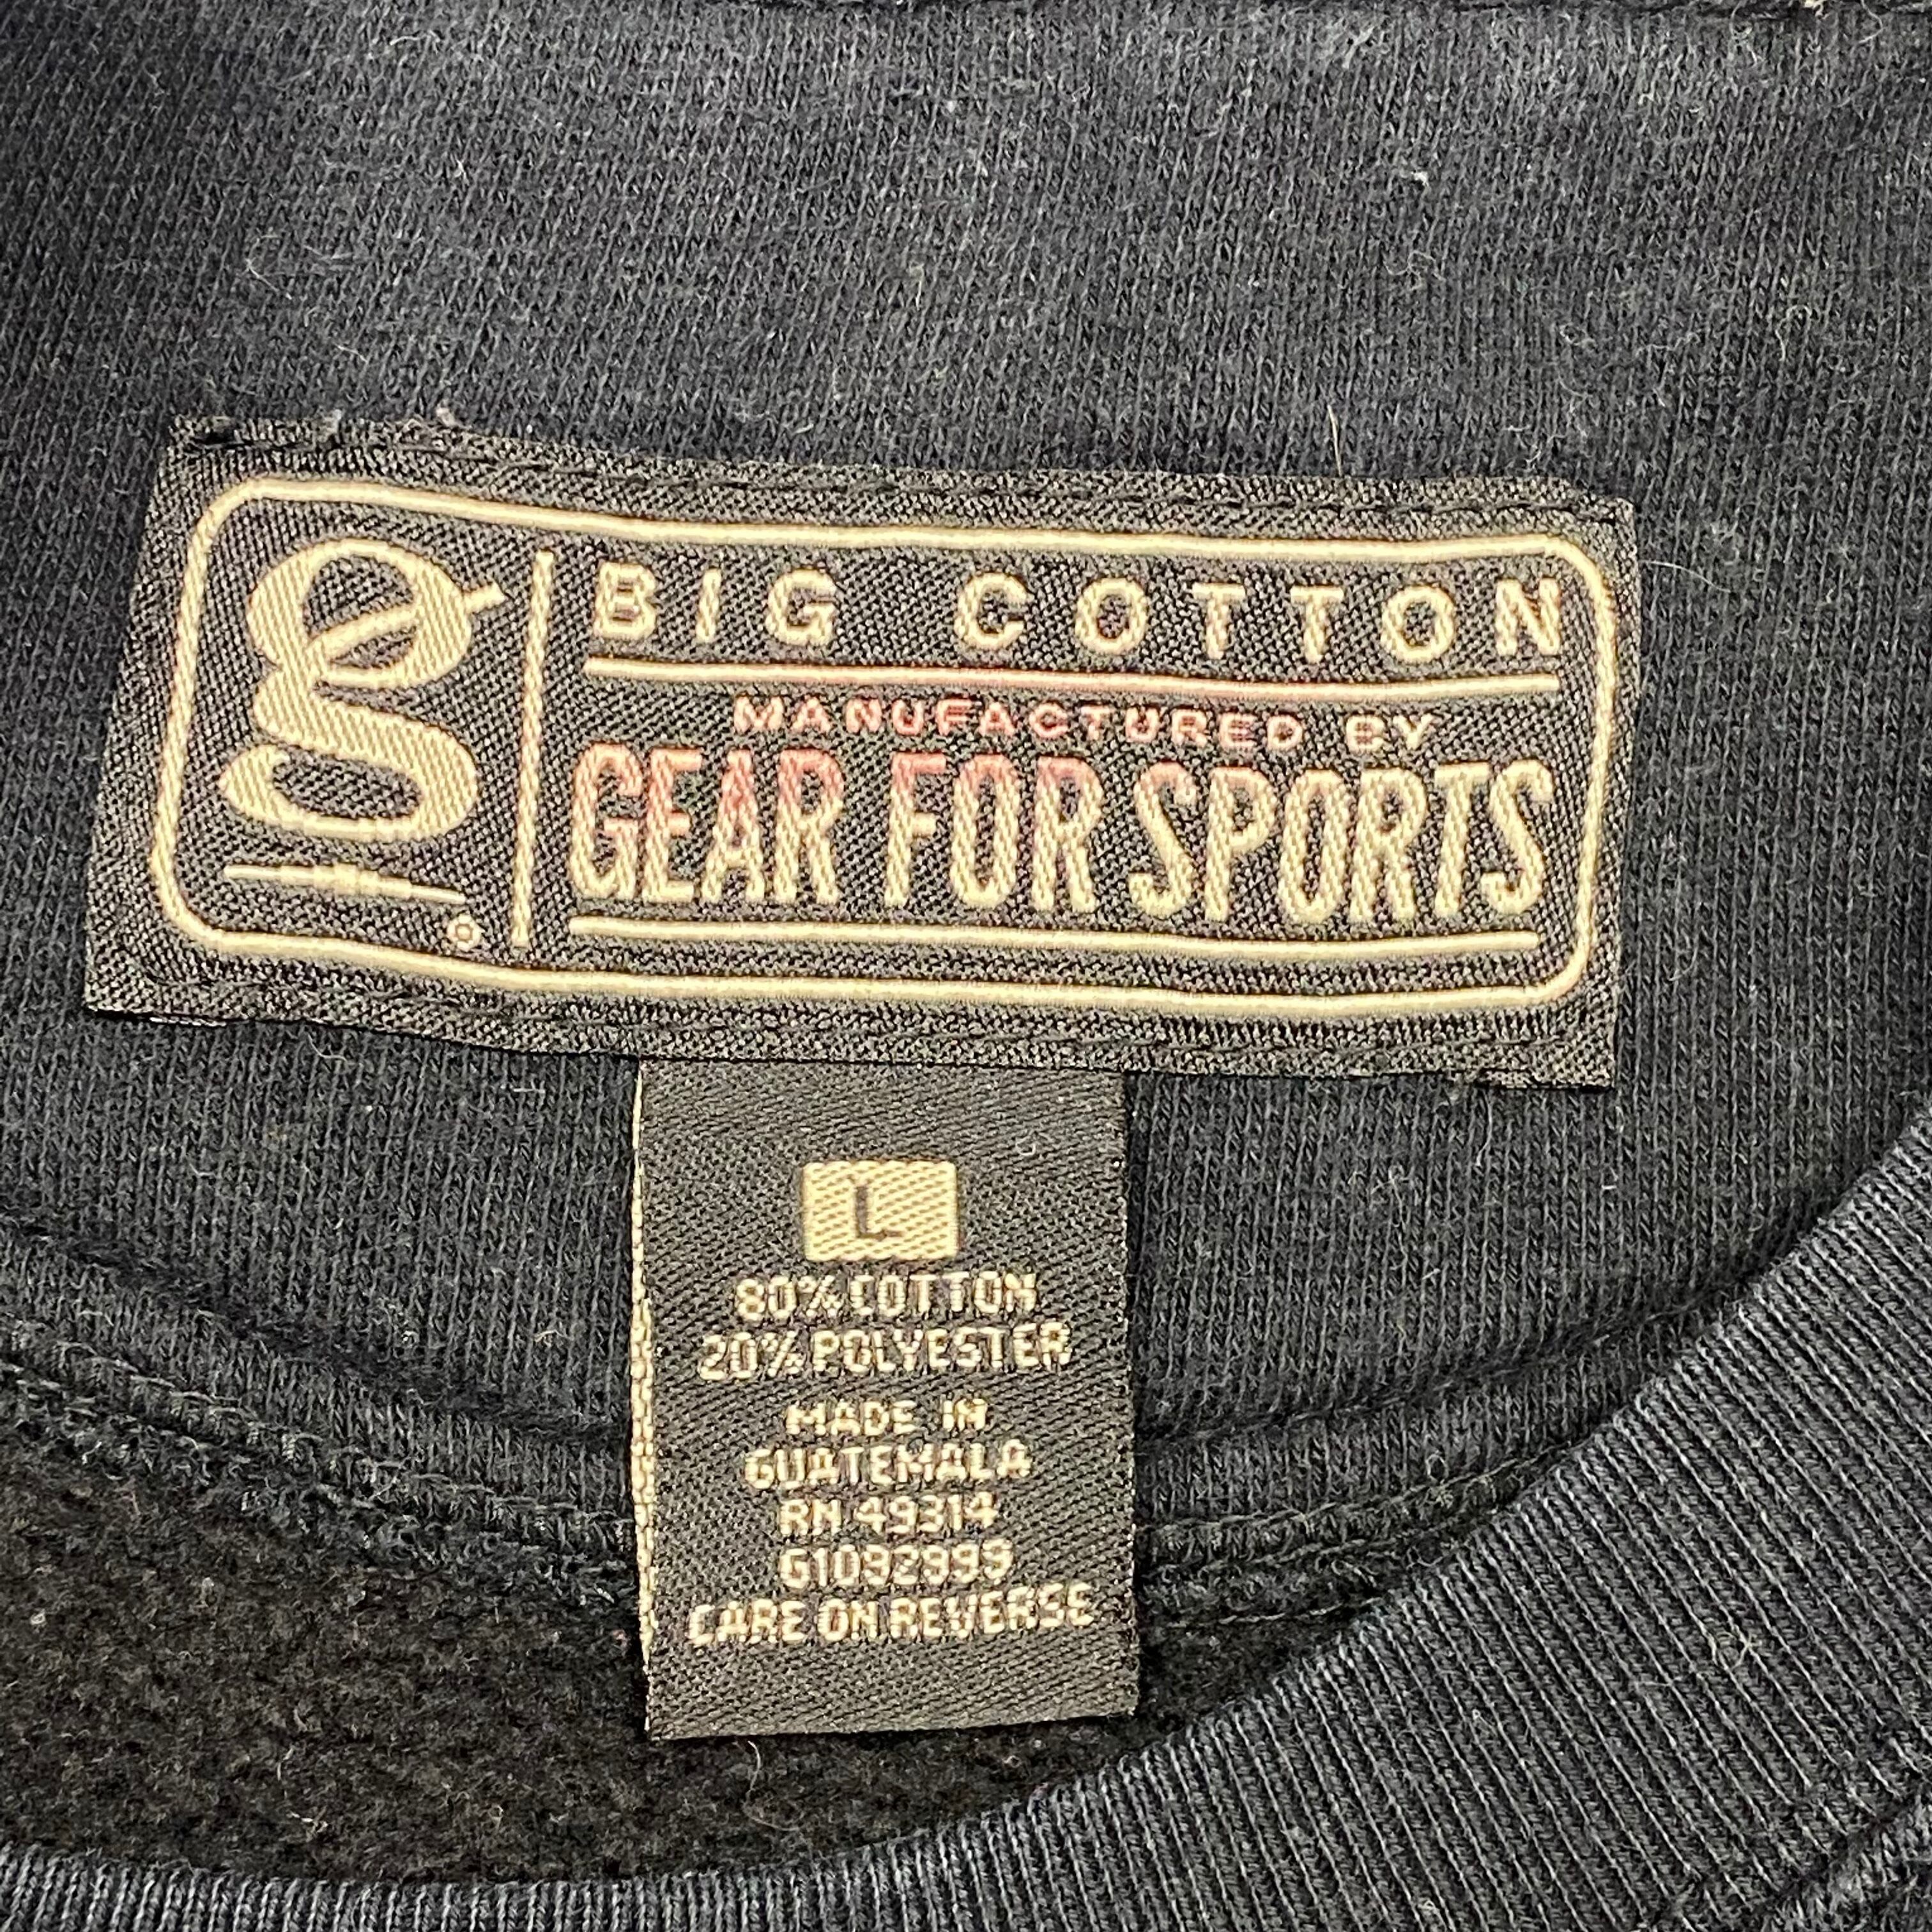 g
BIG COTTON
MANUFACTURED BY
GEAR FOR SPORTS
®
L
80% COTTON
20% POLYESTER
MADE IN
GUATEMALA
RN 49314
G1092999
CARE ON REVERSE